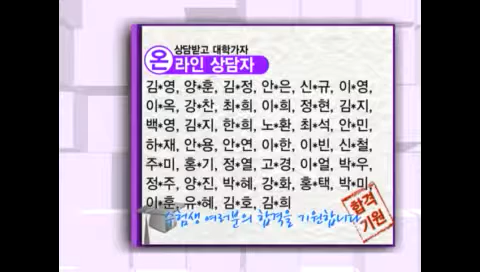 상담받고 대학가자
온라인 상담자
김*영, 양*훈, 김*정, 안*은, 신*규, 이*영,
이*옥, 강*찬, 최*희, 이*희, 정*현, 김*지,
백*영, 김*지, 한*희, 노*환, 최*석, 안*민,
하*재, 안*용, 안*연, 이*한, 이*빈, 신*철,
주*미, 홍*기, 정*열, 고*경, 이*얼, 박*우,
정*주, 양*진, 박*혜, 강*화, 홍*택, 박*미,
이*훈, 유*혜, 김*호, 김*희
수험생 여러분의 합격을 기원합니다
합격
기원